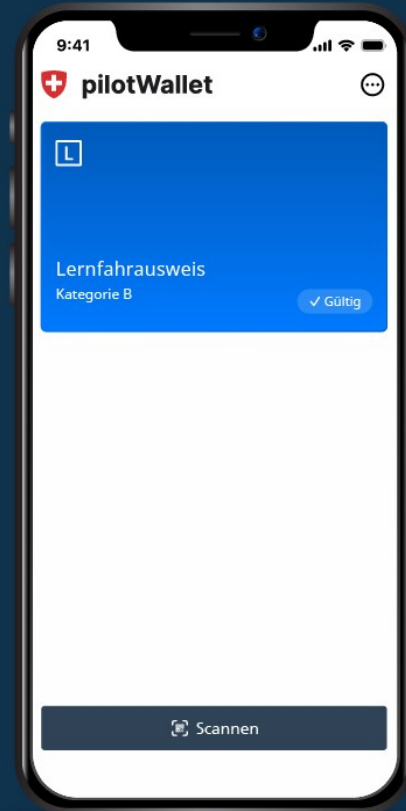 9:41
pilotWallet
L
Lernfahrausweis
Kategorie B
✓ Gültig
Scannen